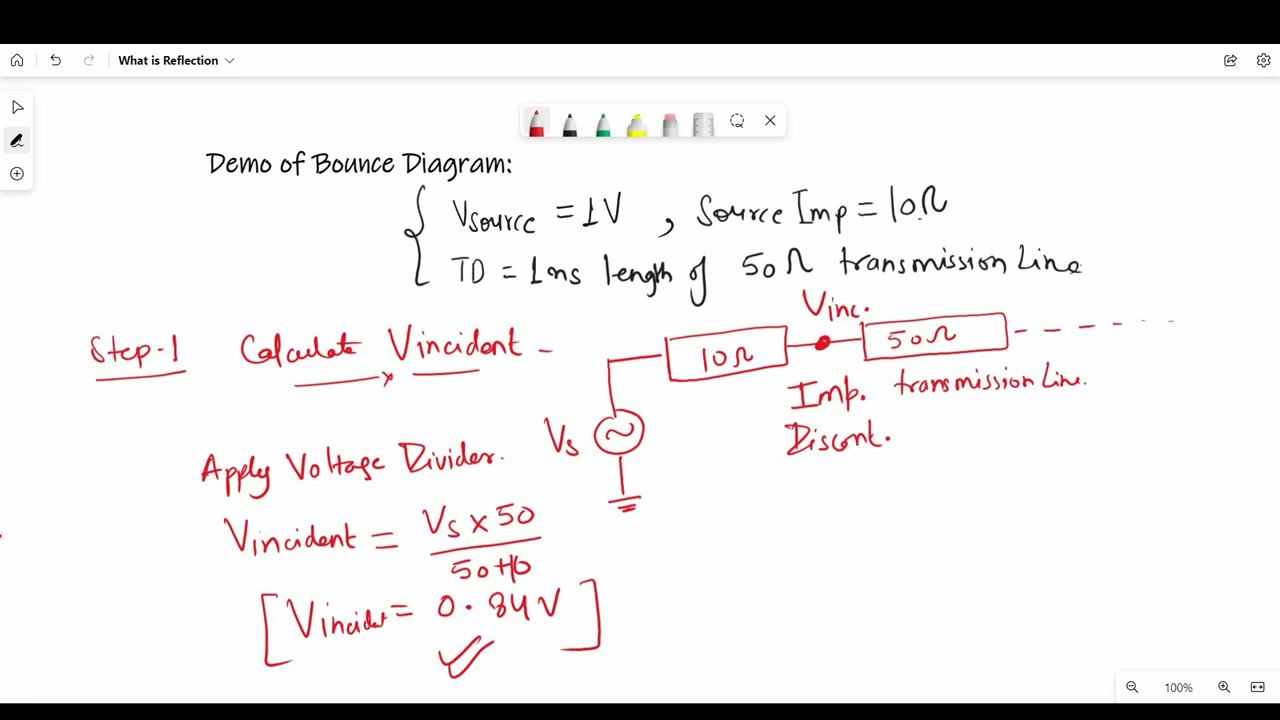 What is Reflection
Demo of Bounce Diagram:
Vsource = 1V , Source Imp = 10Ω
TD = 1ns length of 50Ω transmission Line
Step-1 Calculate Vincident -
Vinc.
10Ω
50Ω
Imp.
Discont.
transmission Line.
Vs
Apply Voltage Divider.
Vincident = Vs x 50
50+10
[Vincident = 0.84V]
100%